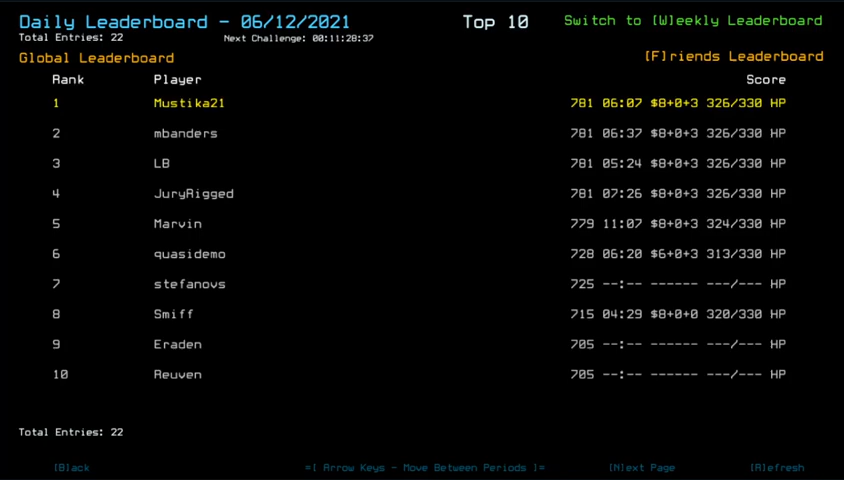 Daily Leaderboard - 06/12/2021 Top 10 Switch to [W]eekly Leaderboard
Total Entries: 22 Next Challenge: 00:11:28:37
Global Leaderboard [F]riends Leaderboard
Rank Player Score
1 Mustika21 781 06:07 $8+0+3 326/330 HP
2 mbanders 781 06:37 $8+0+3 326/330 HP
3 LB 781 05:24 $8+0+3 326/330 HP
4 JuryRigged 781 07:26 $8+0+3 326/330 HP
5 Marvin 779 11:07 $8+0+3 324/330 HP
6 quasidemo 728 06:20 $6+0+3 313/330 HP
7 stefanovs 725 --:-- ------ ---/--- HP
8 Smiff 715 04:29 $8+0+0 320/330 HP
9 Eraden 705 --:-- ------ ---/--- HP
10 Reuven 705 --:-- ------ ---/--- HP
Total Entries: 22
[B]ack =[ Arrow Keys - Move Between Periods ]= [N]ext Page [R]efresh